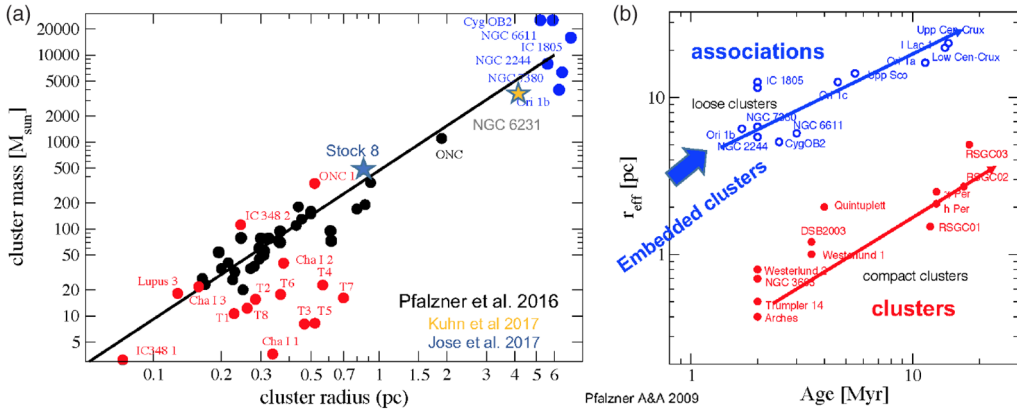 (a)
cluster mass [M_sun]
20000
10000
5000
2000
1000
500
200
100
50
20
10
5
CygOB2
NGC 6611
IC 1805
NGC 2244
NGC 7380
Ori 1b
NGC 6231
Stock 8
ONC
ONC 1
IC 348 2
Lupus 3
Cha I 3
Cha I 2
T4
T2
T6
T7
T1
T8
T3
T5
Cha I 1
IC348 1
Pfalzner et al. 2016
Kuhn et al 2017
Jose et al. 2017
0.1
0.2
0.3
0.5
0.7
1
2
1
2
3
4
5
6
cluster radius (pc)
(b)
r_eff [pc]
10
1
associations
Upp Cen-Crux
I Lac 1
Low Cen-Crux
Ori 1a
Upp Sco
IC 1805
Ori 1c
loose clusters
NGC 7380
NGC 6611
Ori 1b
NGC 2244
CygOB2
Embedded clusters
RSGC03
RSGC02
χ Per
h Per
Quintuplett
RSGC01
DSB2003
Westerlund 1
Westerlund 2
NGC 3603
compact clusters
Trumpler 14
clusters
Arches
1
10
Age [Myr]
Pfalzner A&A 2009